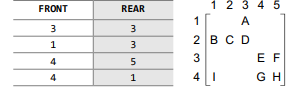 FRONT REAR
3 3
1 3
4 5
4 1
1 2 3 4 5
1 A
2 B C D
3 E F
4 I G H